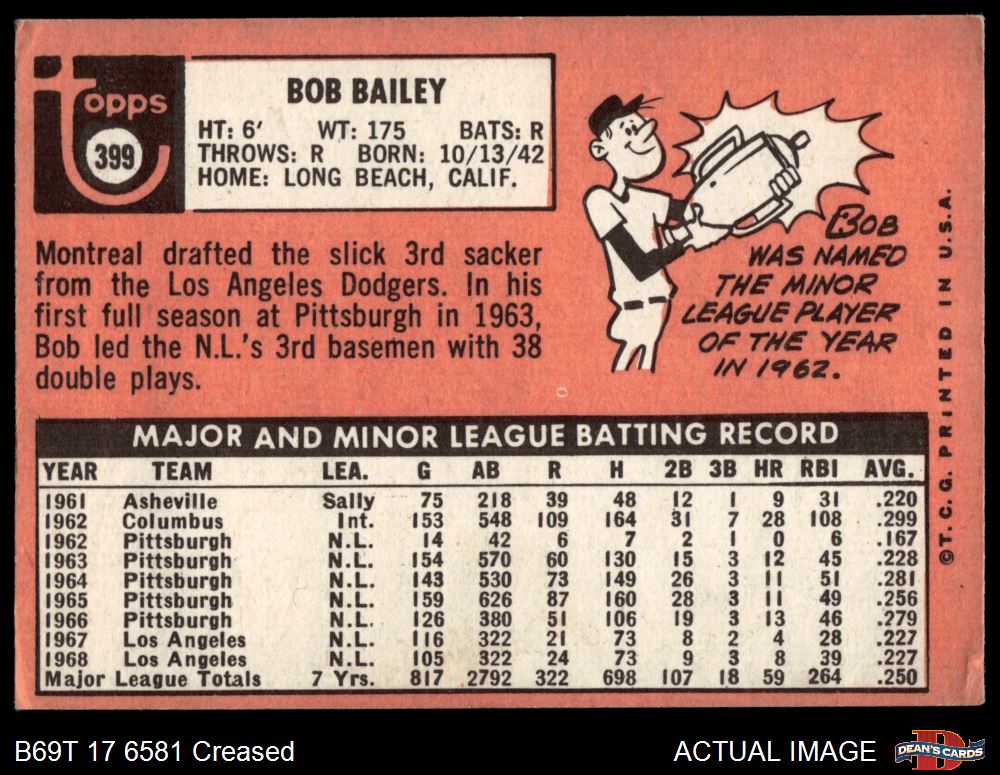 Topps
399
BOB BAILEY
HT: 6' WT: 175 BATS: R
THROWS: R BORN: 10/13/42
HOME: LONG BEACH, CALIF.
Montreal drafted the slick 3rd sacker
from the Los Angeles Dodgers. In his
first full season at Pittsburgh in 1963,
Bob led the N.L.'s 3rd basemen with 38
double plays.
BOB
WAS NAMED
THE MINOR
LEAGUE PLAYER
OF THE YEAR
IN 1962.
©T. C. G. PRINTED IN U.S.A.
MAJOR AND MINOR LEAGUE BATTING RECORD
YEAR TEAM LEA. G AB R H 2B 3B HR RBI AVG.
1961 Asheville Sally 75 218 39 48 12 1 9 31 .220
1962 Columbus Int. 153 548 109 164 31 7 28 108 .299
1962 Pittsburgh N.L. 14 42 6 7 2 1 0 6 .167
1963 Pittsburgh N.L. 154 570 60 130 15 3 12 45 .228
1964 Pittsburgh N.L. 143 530 73 149 26 3 11 51 .281
1965 Pittsburgh N.L. 159 626 87 160 28 3 11 49 .256
1966 Pittsburgh N.L. 126 380 51 106 19 3 13 46 .279
1967 Los Angeles N.L. 116 322 21 73 8 2 4 28 .227
1968 Los Angeles N.L. 105 322 24 73 9 3 8 39 .227
Major League Totals 7 Yrs. 817 2792 322 698 107 18 59 264 .250
B69T 17 6581 Creased
ACTUAL IMAGE
D
DEAN'S CARDS